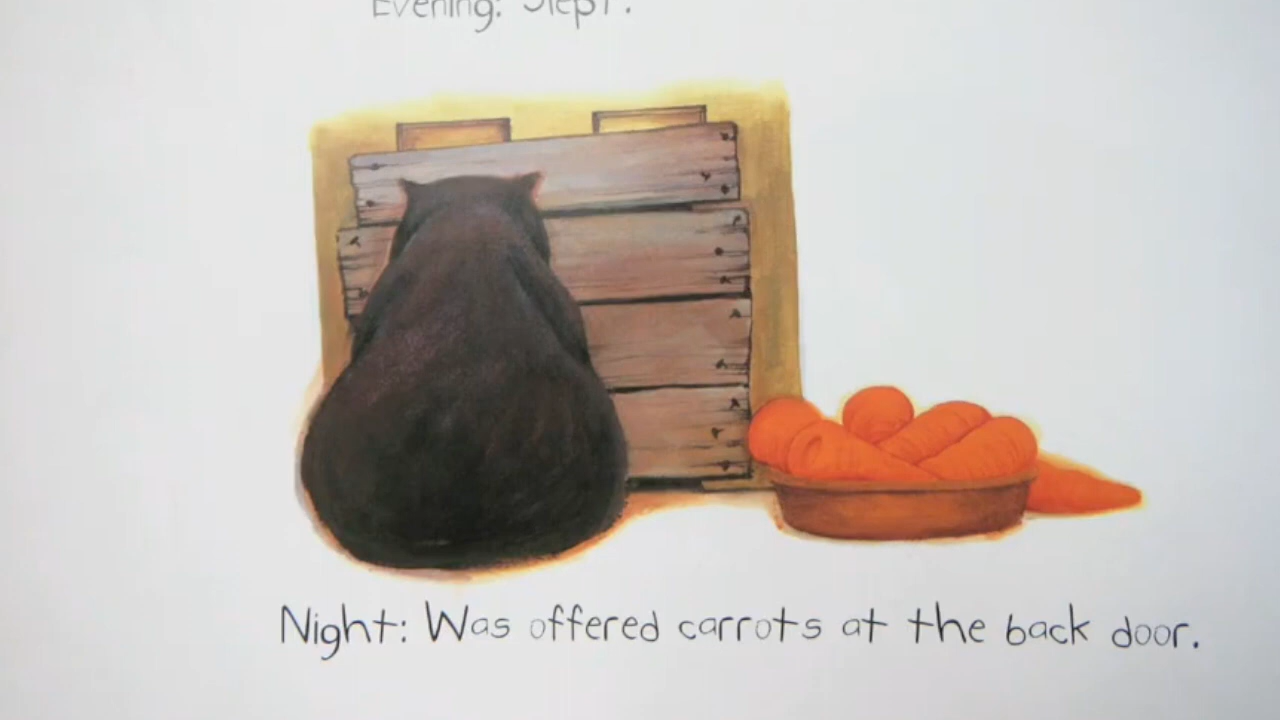 Evening: Slept.
Night: Was offered carrots at the back door.